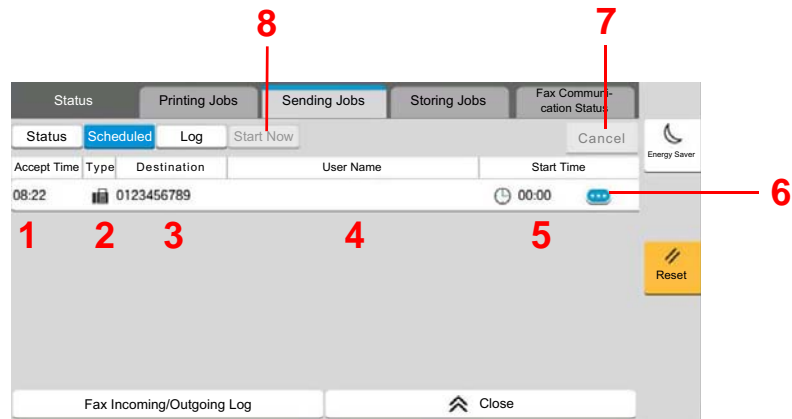 8 7
Status Printing Jobs Sending Jobs Storing Jobs Fax Communi-
cation Status
Status Scheduled Log Start Now Cancel
Energy Saver
Accept Time Type Destination User Name Start Time
08:22 0123456789 00:00 6
1 2 3 4 5
Reset
Fax Incoming/Outgoing Log Close